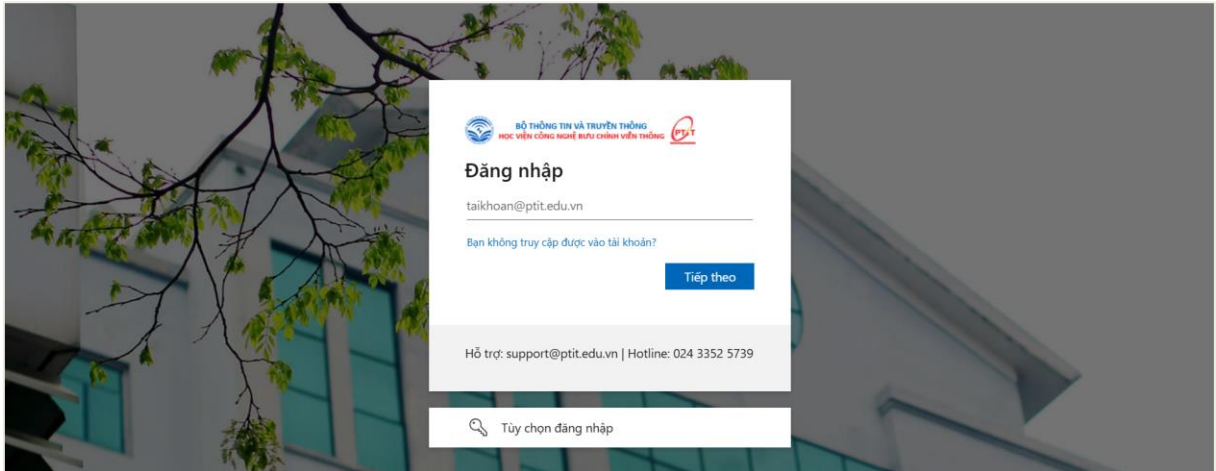 BỘ THÔNG TIN VÀ TRUYỀN THÔNG
HỌC VIỆN CÔNG NGHỆ BƯU CHÍNH VIỄN THÔNG
PTIT
Đăng nhập
taikhoan@ptit.edu.vn
Bạn không truy cập được vào tài khoản?
Tiếp theo
Hỗ trợ: support@ptit.edu.vn | Hotline: 024 3352 5739
Tùy chọn đăng nhập